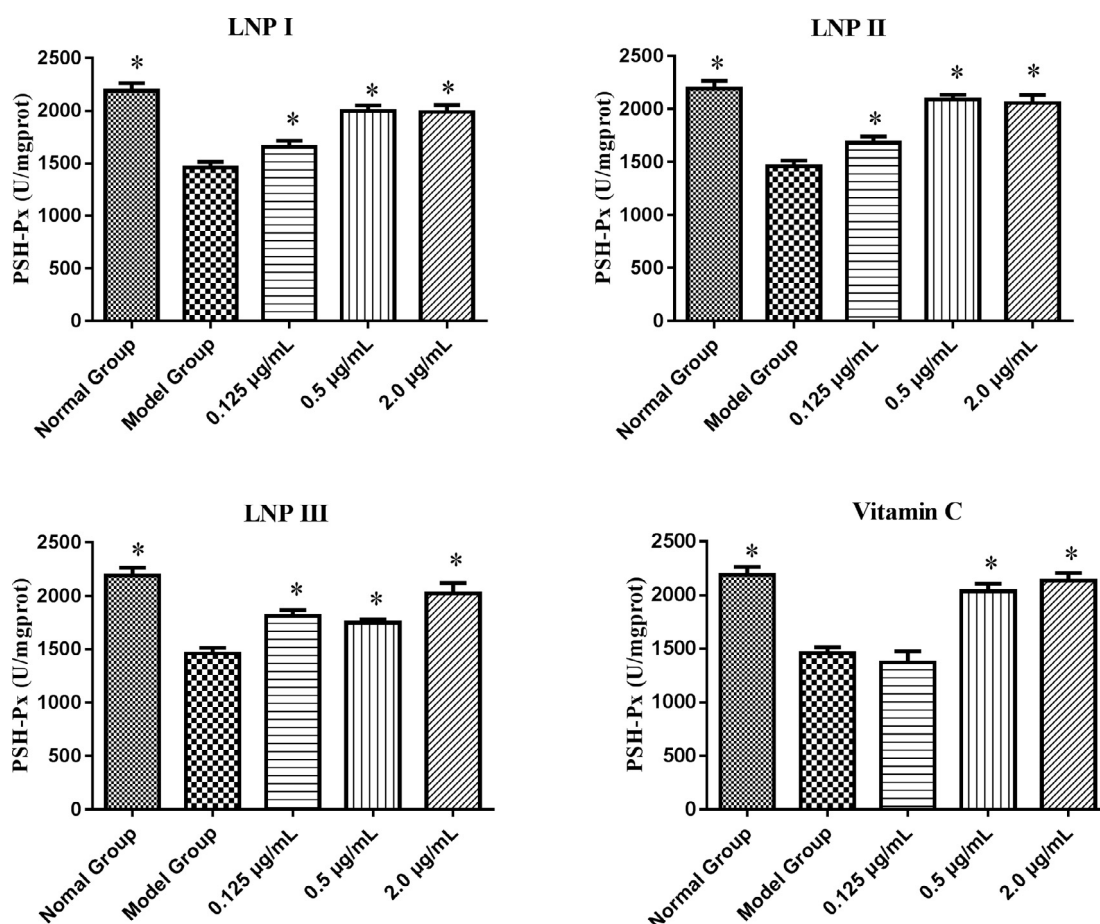 LNP I
PSH-Px (U/mgprot)
2500
2000
1500
1000
500
0
*
*
*
*
Normal Group
Model Group
0.125 µg/mL
0.5 µg/mL
2.0 µg/mL
LNP II
PSH-Px (U/mgprot)
2500
2000
1500
1000
500
0
*
*
*
*
Normal Group
Model Group
0.125 µg/mL
0.5 µg/mL
2.0 µg/mL
LNP III
PSH-Px (U/mgprot)
2500
2000
1500
1000
500
0
*
*
*
*
Normal Group
Model Group
0.125 µg/mL
0.5 µg/mL
2.0 µg/mL
Vitamin C
PSH-Px (U/mgprot)
2500
2000
1500
1000
500
0
*
*
*
Normal Group
Model Group
0.125 µg/mL
0.5 µg/mL
2.0 µg/mL